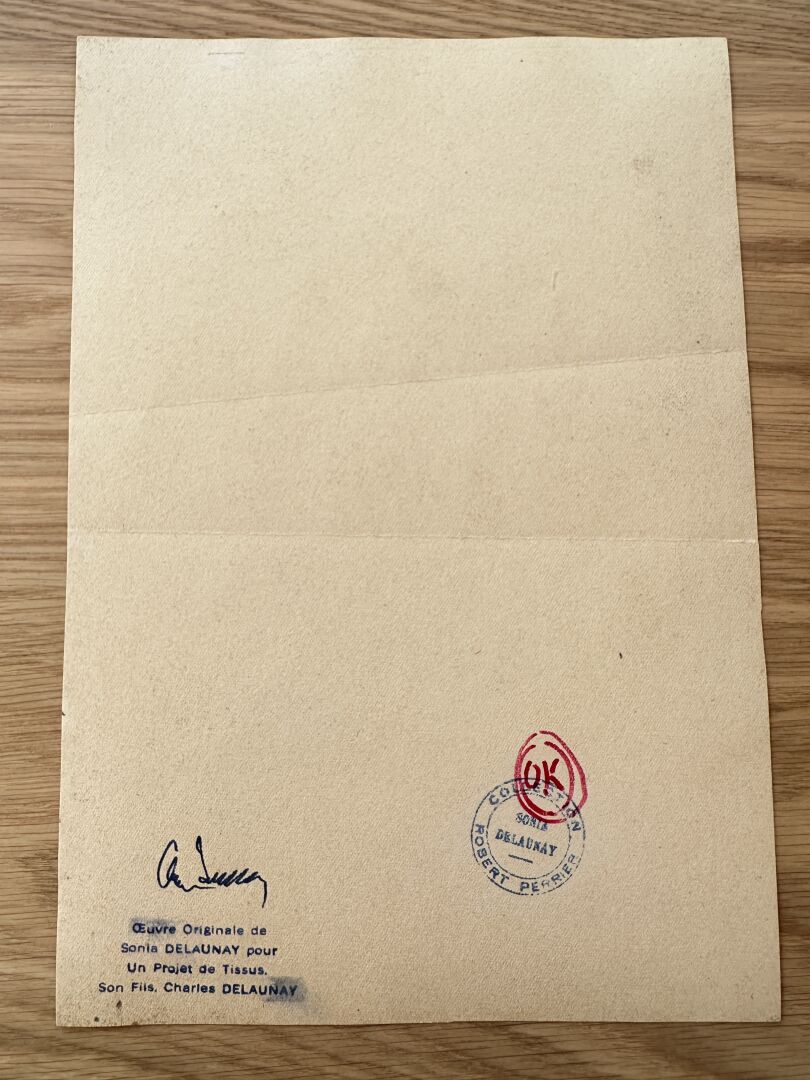 OK
COLLECTION
SONIA
DELAUNAY
ROBERT PERRIER
Œuvre Originale de
Sonia DELAUNAY pour
Un Projet de Tissus.
Son Fils. Charles DELAUNAY